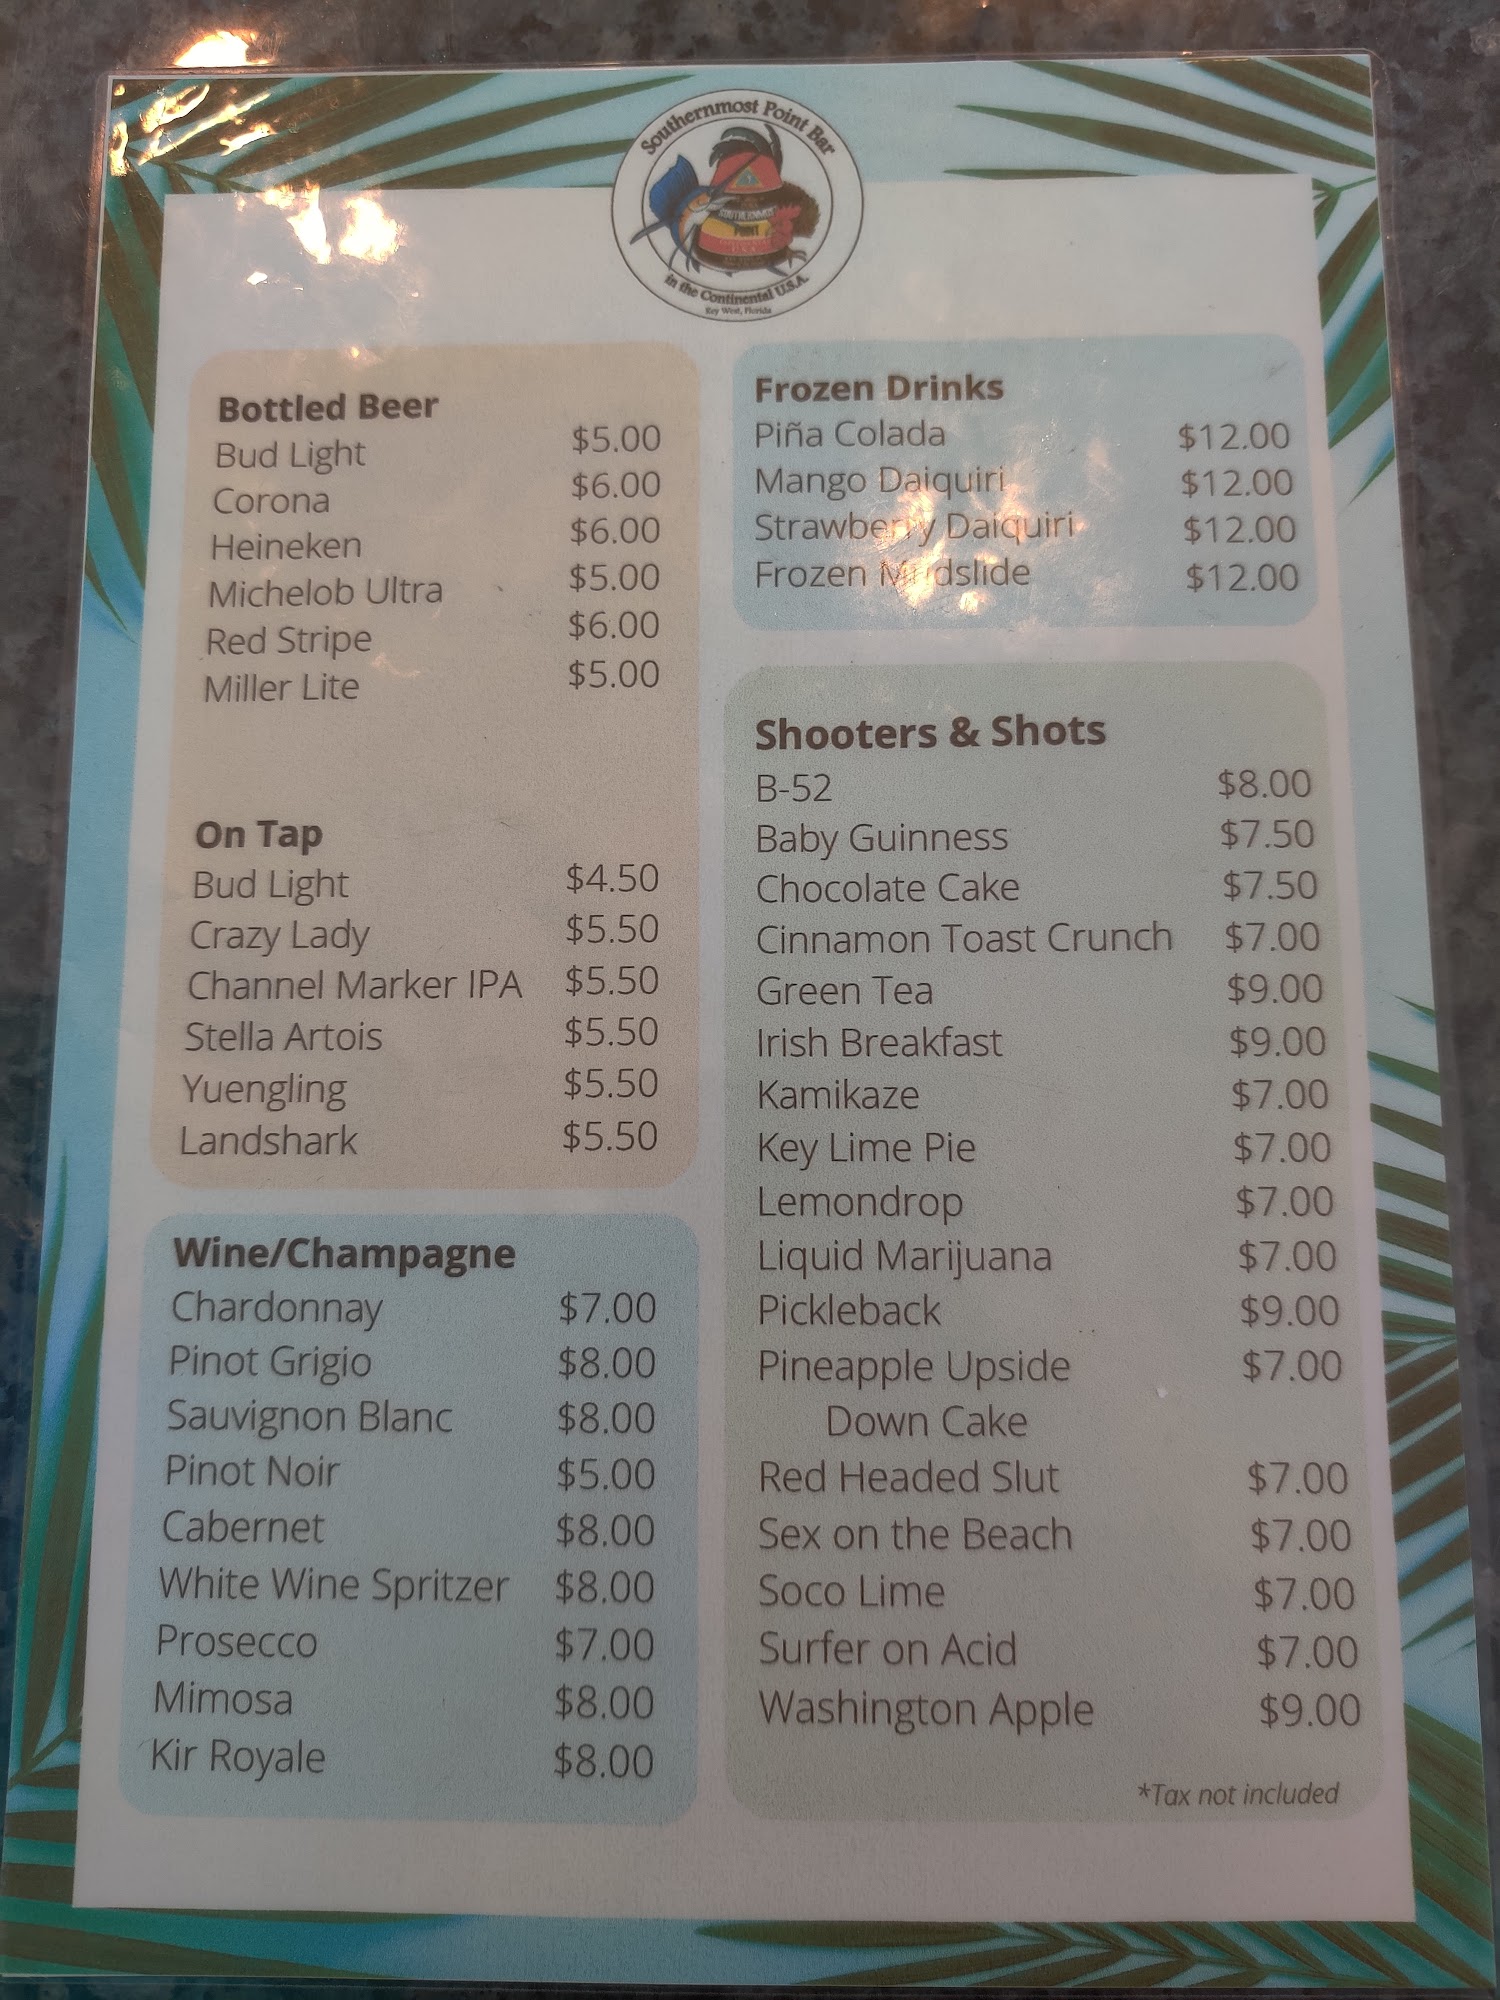 Southernmost Point Bar
SOUTHERNMOST
POINT
in the Continental U.S.A.
Key West, Florida
Bottled Beer
Bud Light $5.00
Corona $6.00
Heineken $6.00
Michelob Ultra $5.00
Red Stripe $6.00
Miller Lite $5.00
On Tap
Bud Light $4.50
Crazy Lady $5.50
Channel Marker IPA $5.50
Stella Artois $5.50
Yuengling $5.50
Landshark $5.50
Wine/Champagne
Chardonnay $7.00
Pinot Grigio $8.00
Sauvignon Blanc $8.00
Pinot Noir $5.00
Cabernet $8.00
White Wine Spritzer $8.00
Prosecco $7.00
Mimosa $8.00
Kir Royale $8.00
Frozen Drinks
Piña Colada $12.00
Mango Daiquiri $12.00
Strawberry Daiquiri $12.00
Frozen Mudslide $12.00
Shooters & Shots
B-52 $8.00
Baby Guinness $7.50
Chocolate Cake $7.50
Cinnamon Toast Crunch $7.00
Green Tea $9.00
Irish Breakfast $9.00
Kamikaze $7.00
Key Lime Pie $7.00
Lemondrop $7.00
Liquid Marijuana $7.00
Pickleback $9.00
Pineapple Upside $7.00
Down Cake
Red Headed Slut $7.00
Sex on the Beach $7.00
Soco Lime $7.00
Surfer on Acid $7.00
Washington Apple $9.00
*Tax not included